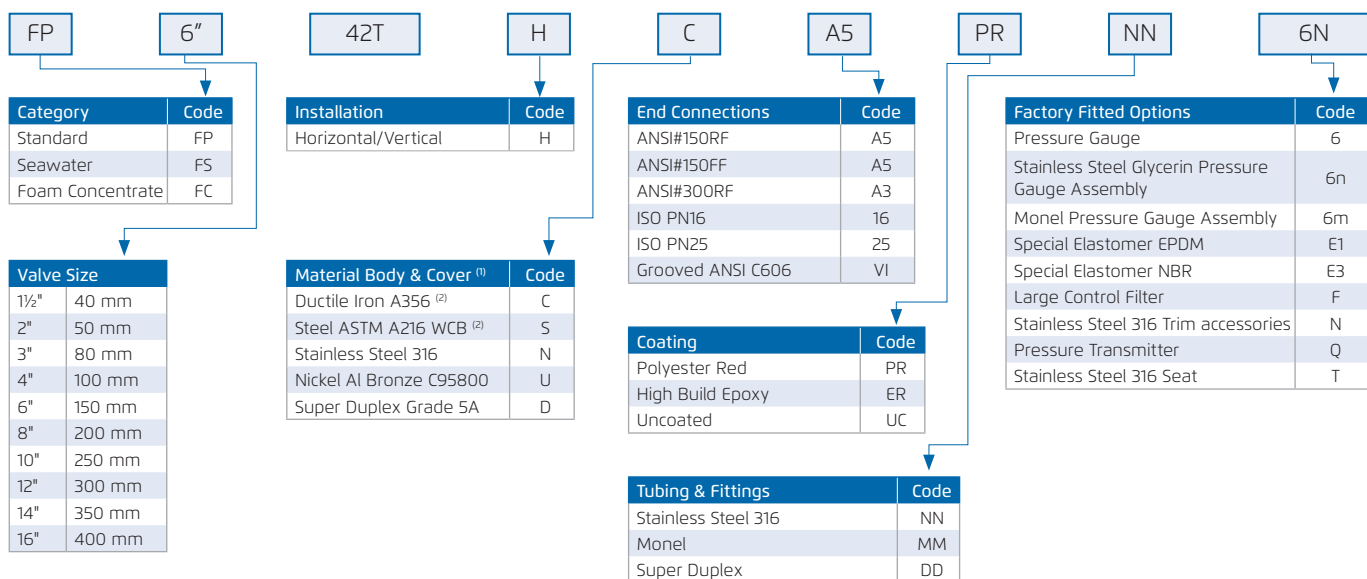 FP 6" 42T H C A5 PR NN 6N
Category Code
Standard FP
Seawater FS
Foam Concentrate FC
Valve Size
1½" 40 mm
2" 50 mm
3" 80 mm
4" 100 mm
6" 150 mm
8" 200 mm
10" 250 mm
12" 300 mm
14" 350 mm
16" 400 mm
Installation Code
Horizontal/Vertical H
Material Body & Cover (1) Code
Ductile Iron A356 (2) C
Steel ASTM A216 WCB (2) S
Stainless Steel 316 N
Nickel Al Bronze C95800 U
Super Duplex Grade 5A D
End Connections Code
ANSI#150RF A5
ANSI#150FF A5
ANSI#300RF A3
ISO PN16 16
ISO PN25 25
Grooved ANSI C606 VI
Coating Code
Polyester Red PR
High Build Epoxy ER
Uncoated UC
Tubing & Fittings Code
Stainless Steel 316 NN
Monel MM
Super Duplex DD
Factory Fitted Options Code
Pressure Gauge 6
Stainless Steel Glycerin Pressure
Gauge Assembly 6n
Monel Pressure Gauge Assembly 6m
Special Elastomer EPDM E1
Special Elastomer NBR E3
Large Control Filter F
Stainless Steel 316 Trim accessories N
Pressure Transmitter Q
Stainless Steel 316 Seat T